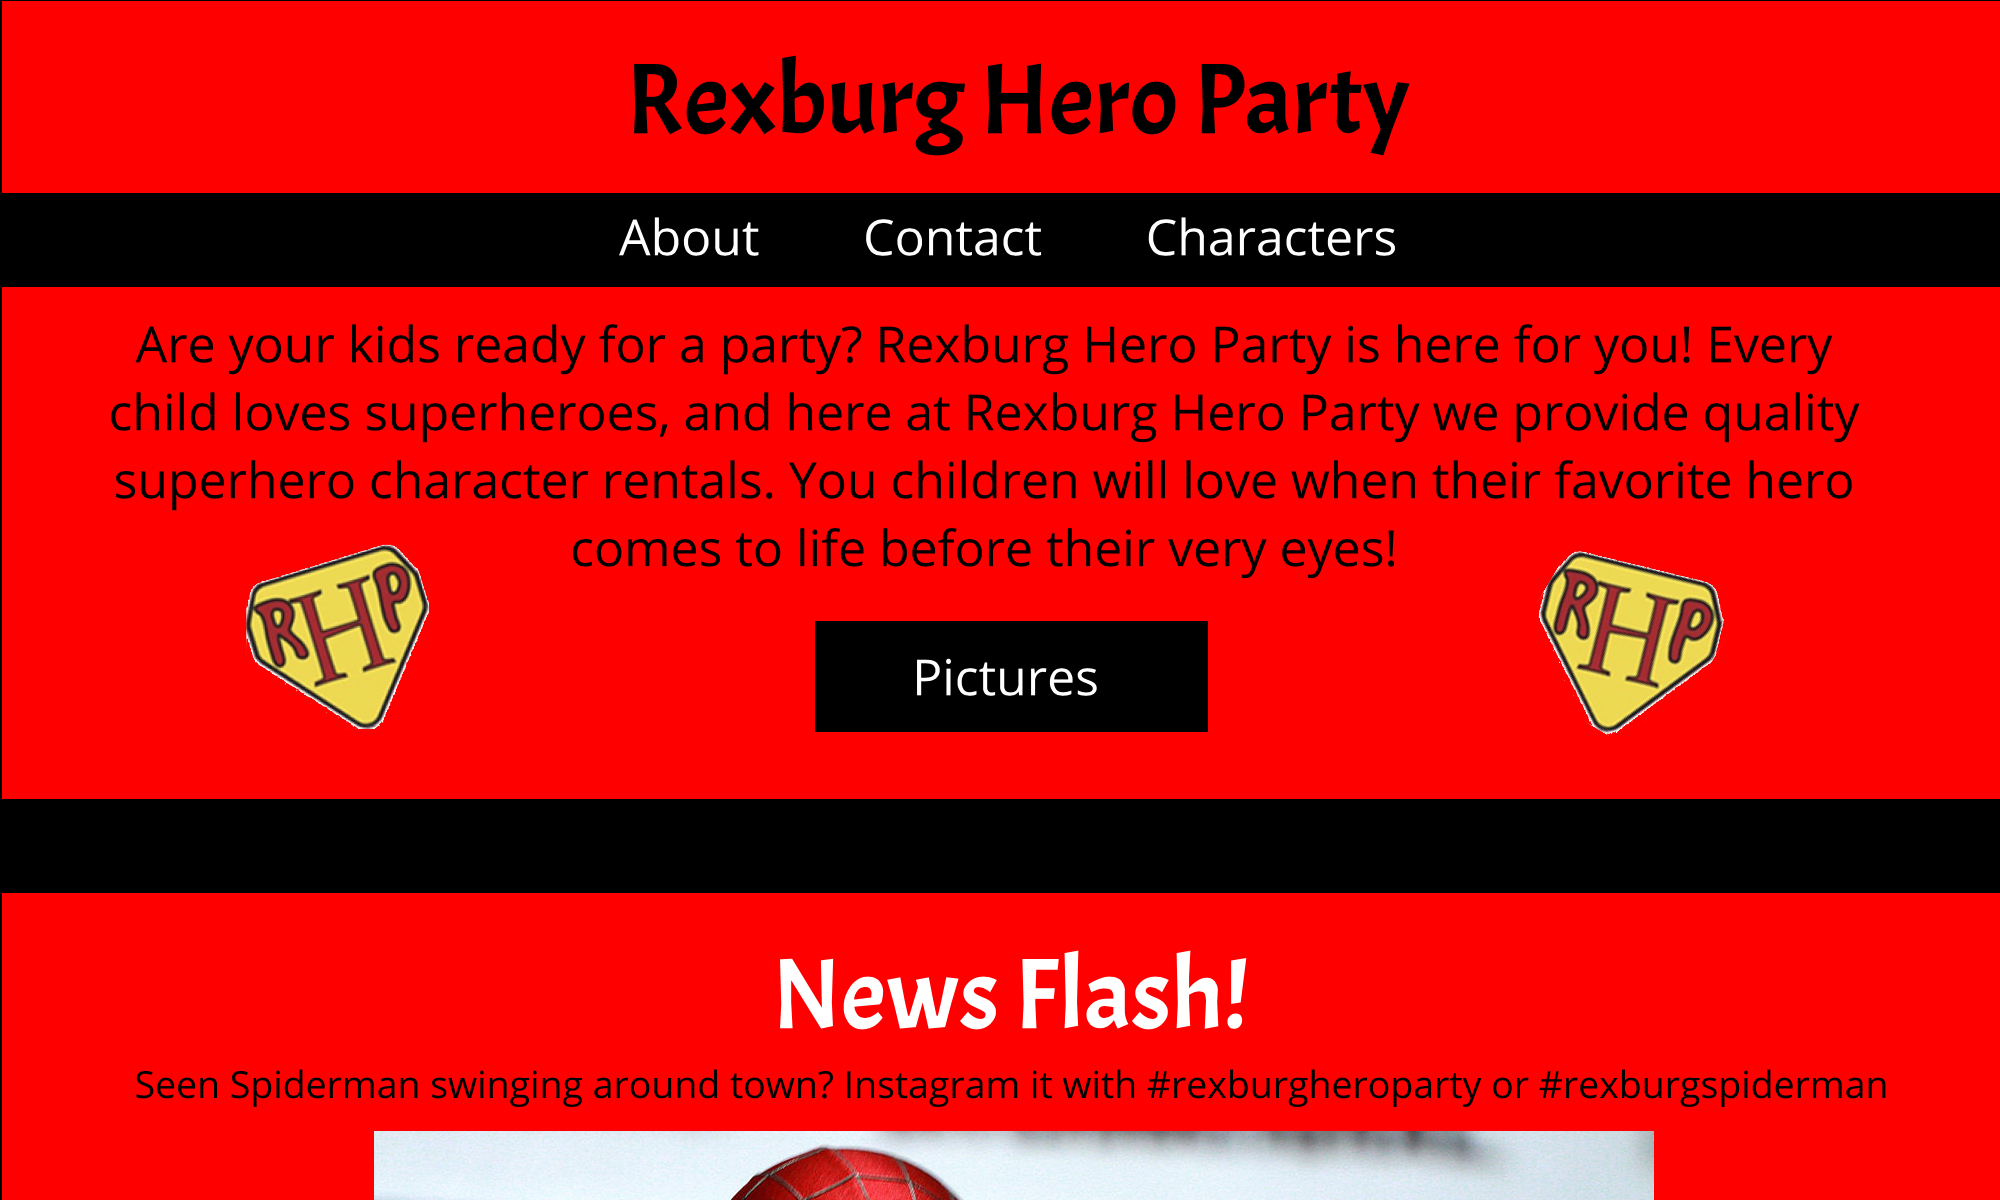 Rexburg Hero Party
About Contact Characters
Are your kids ready for a party? Rexburg Hero Party is here for you! Every
child loves superheroes, and here at Rexburg Hero Party we provide quality
superhero character rentals. You children will love when their favorite hero
comes to life before their very eyes!
RHP
RHP
Pictures
News Flash!
Seen Spiderman swinging around town? Instagram it with #rexburgheroparty or #rexburgspiderman